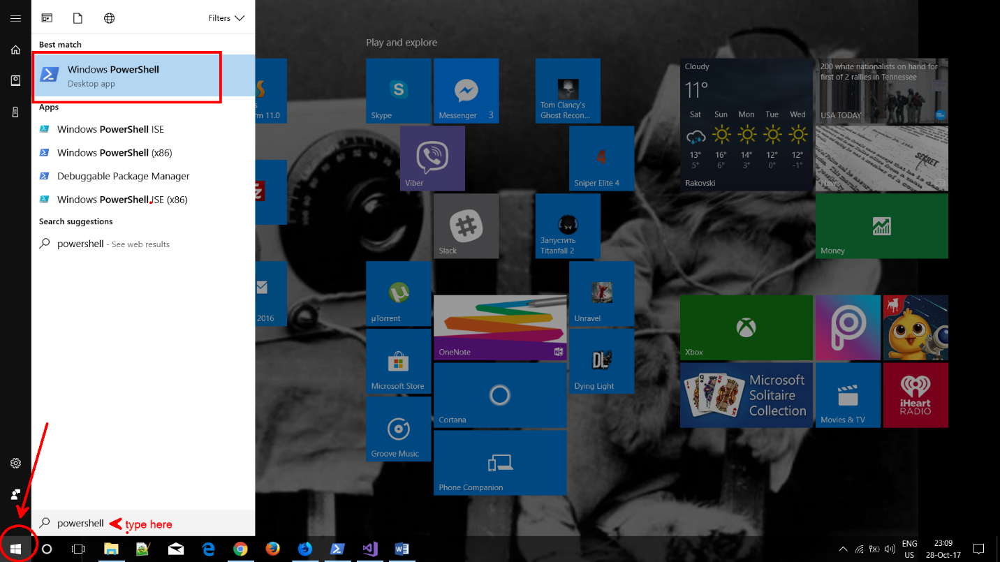 Filters
Best match
Windows PowerShell
Desktop app
Apps
Windows PowerShell ISE
Windows PowerShell (x86)
Debuggable Package Manager
Windows PowerShell ISE (x86)
Search suggestions
powershell - See web results
powershell
type here
11.0
2016
Play and explore
Skype
Messenger 3
Tom Clancy's
Ghost Recon...
Viber
Sniper Elite 4
Slack
Запустить
Titanfall 2
µTorrent
OneNote
Unravel
Microsoft Store
Cortana
DL
Dying Light
Groove Music
Phone Companion
Cloudy
11°
Sat Sun Mon Tue Wed
13° 16° 14° 12° 12°
5° 6° 3° 0° -1°
Rakovski
200 white nationalists on hand for
first of 2 rallies in Tennessee
USA TODAY
SECRET
News
Money
Xbox
Microsoft
Solitaire
Collection
Movies & TV
iHeart
RADIO
ENG
US
23:09
28-Oct-17